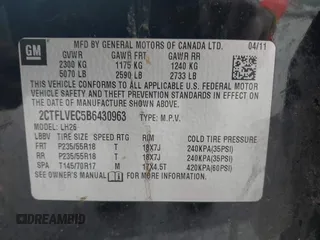 GM
MFD BY GENERAL MOTORS OF CANADA LTD. 04/11
GVWR GAWR FRT GAWR RR
2300 KG 1175 KG 1240 KG
5070 LB 2590 LB 2733 LB
THIS VEHICLE CONFORMS TO ALL APPLICABLE U.S. FEDERAL MOTOR
VEHICLE SAFETY AND THEFT PREVENTION STANDARDS IN EFFECT ON
THE DATE OF MANUFACTURE SHOWN ABOVE.
2CTFLVEC5B6430963 TYPE: M.P.V.
MODEL: LH26
LBBV TIRE SIZE SPEED RTG RIM COLD TIRE PRESSURE
FRT P235/55R18 T 18X7J 240KPA(35PSI)
RR P235/55R18 T 18X7J 240KPA(35PSI)
SPA T145/70R17 M 17X4.5T 420KPA(60PSI)
SEE OWNER'S MANUAL FOR ADDITIONAL INFORMATION.